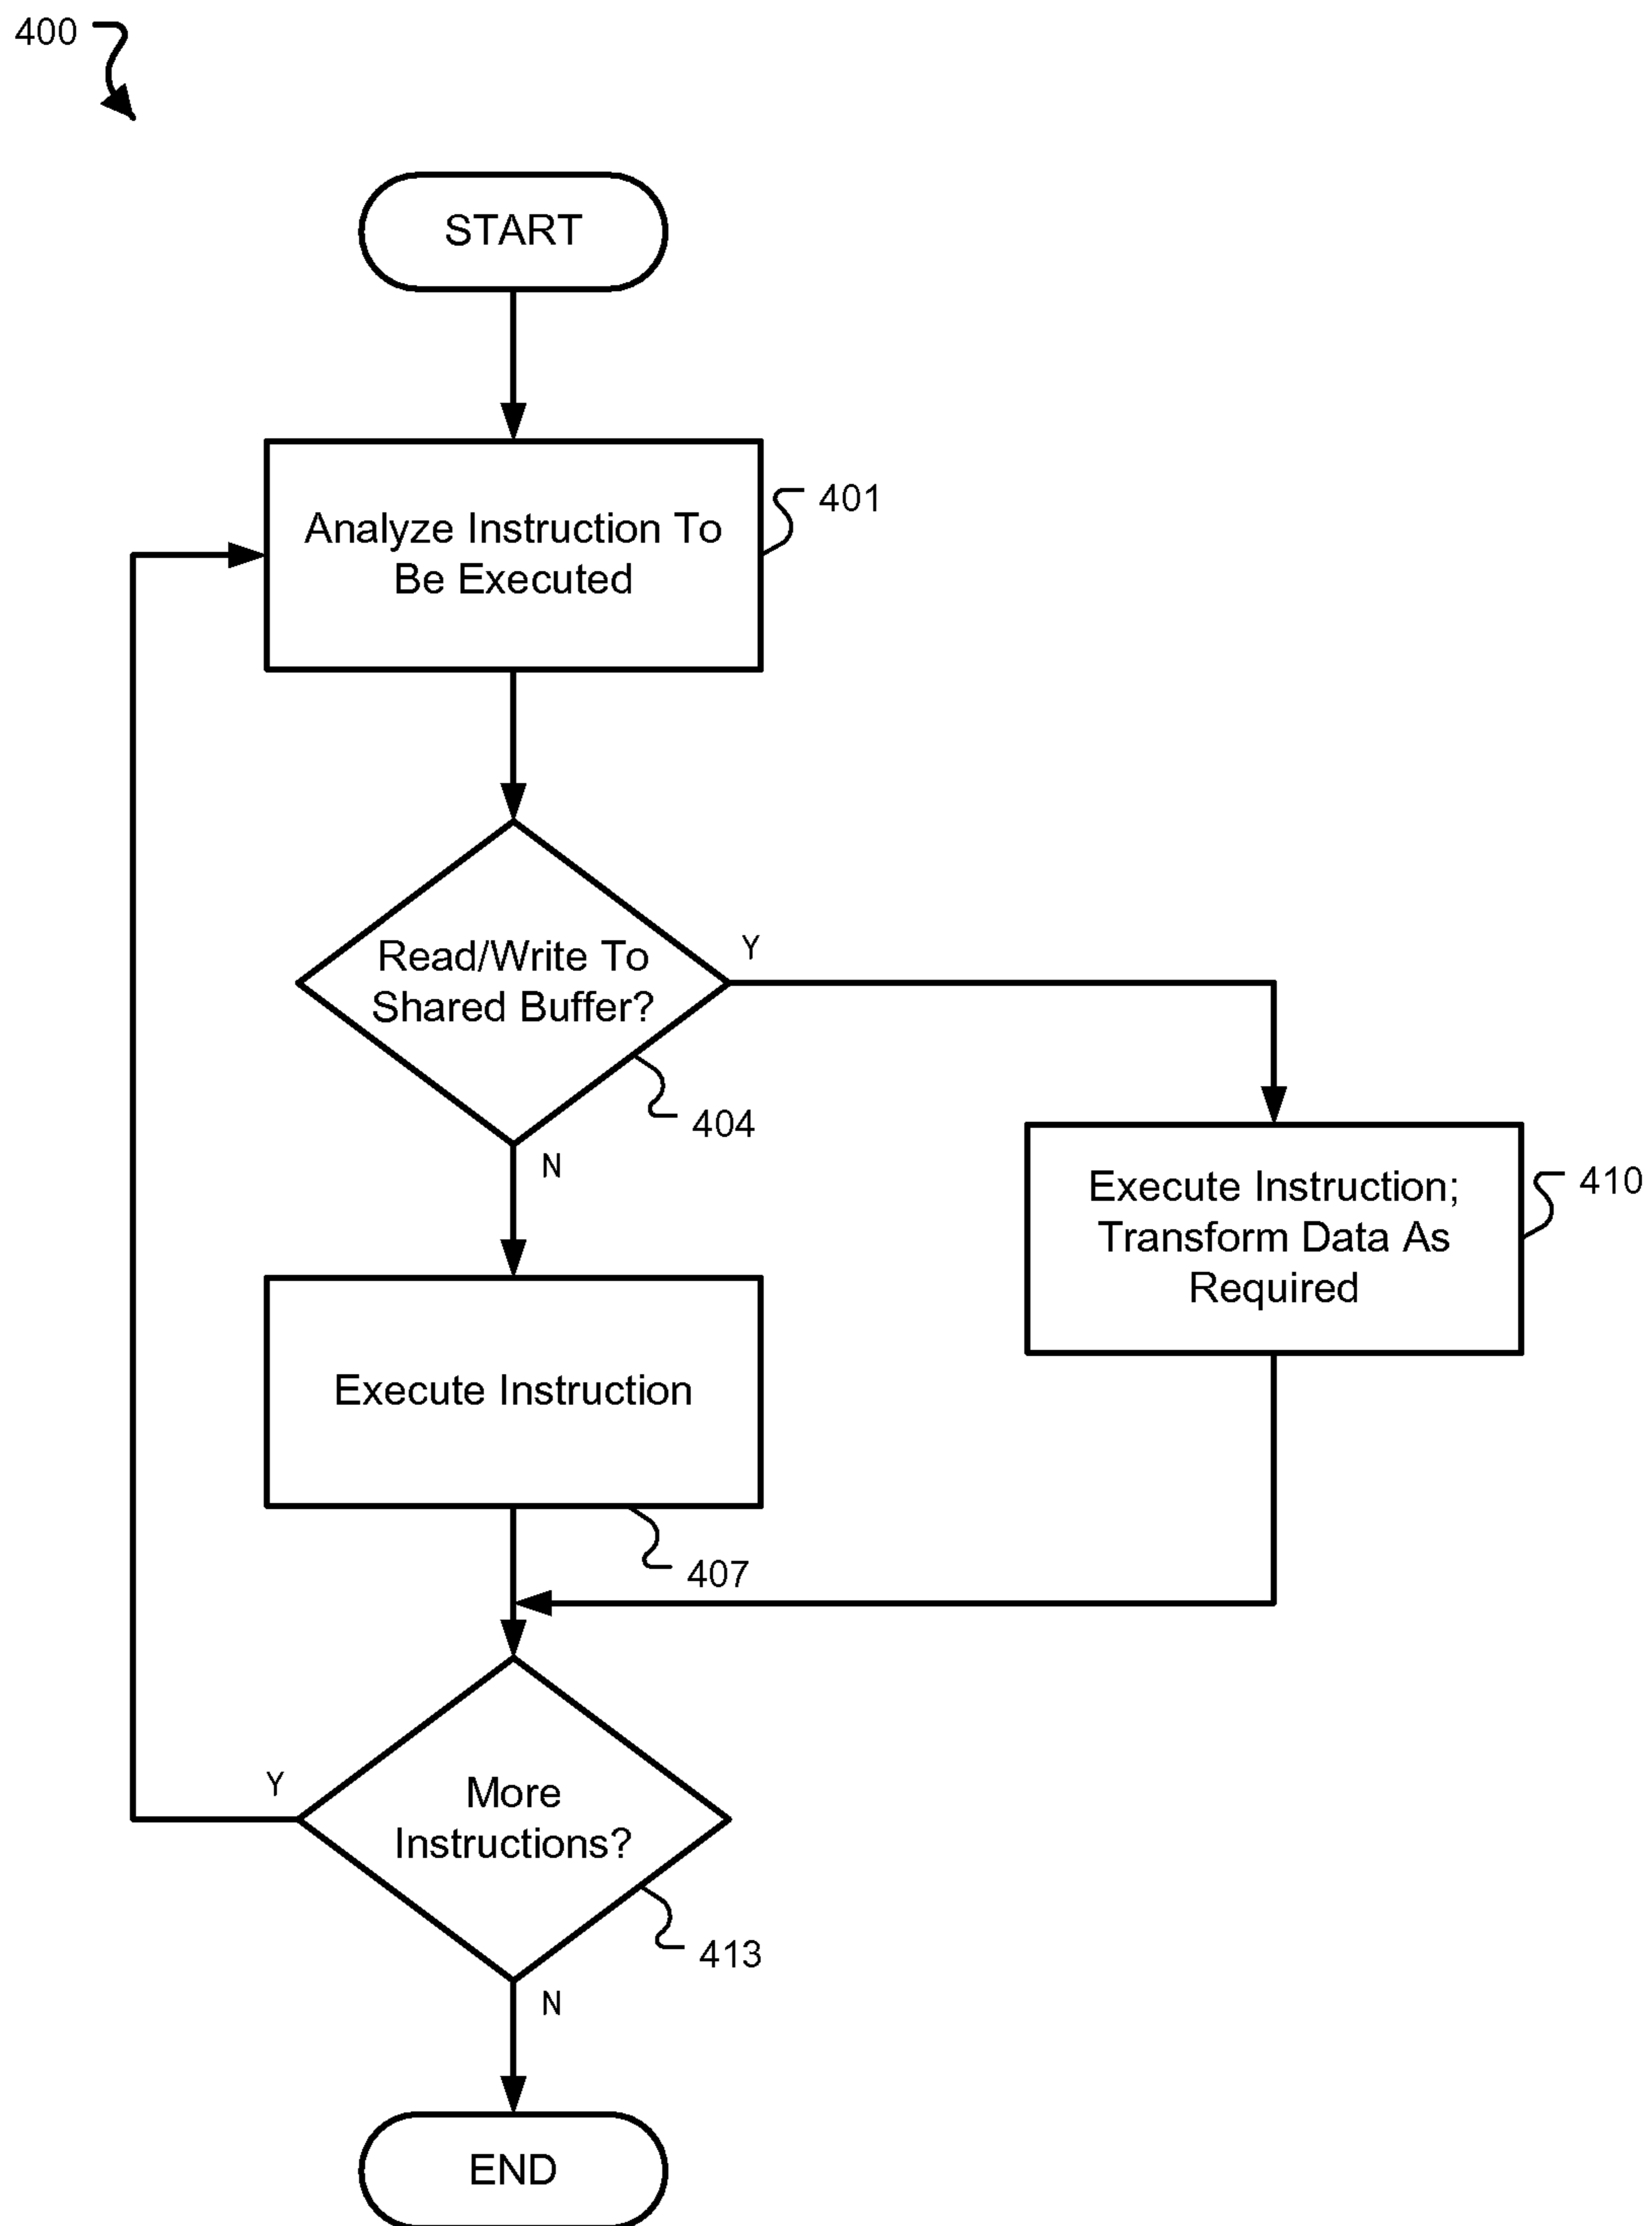 400
START
Analyze Instruction To
Be Executed
401
Read/Write To
Shared Buffer?
Y
404
N
Execute Instruction;
Transform Data As
Required
410
Execute Instruction
407
More
Instructions?
Y
413
N
END